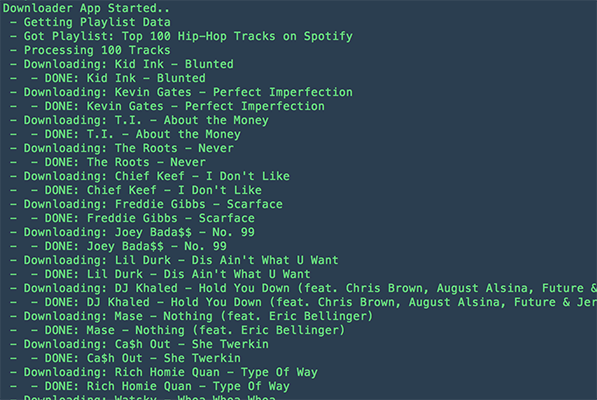 Downloader App Started..
- Getting Playlist Data
- Got Playlist: Top 100 Hip-Hop Tracks on Spotify
- Processing 100 Tracks
- Downloading: Kid Ink - Blunted
-  - DONE: Kid Ink - Blunted
- Downloading: Kevin Gates - Perfect Imperfection
-  - DONE: Kevin Gates - Perfect Imperfection
- Downloading: T.I. - About the Money
-  - DONE: T.I. - About the Money
- Downloading: The Roots - Never
-  - DONE: The Roots - Never
- Downloading: Chief Keef - I Don't Like
-  - DONE: Chief Keef - I Don't Like
- Downloading: Freddie Gibbs - Scarface
-  - DONE: Freddie Gibbs - Scarface
- Downloading: Joey Bada$$ - No. 99
-  - DONE: Joey Bada$$ - No. 99
- Downloading: Lil Durk - Dis Ain't What U Want
-  - DONE: Lil Durk - Dis Ain't What U Want
- Downloading: DJ Khaled - Hold You Down (feat. Chris Brown, August Alsina, Future &
-  - DONE: DJ Khaled - Hold You Down (feat. Chris Brown, August Alsina, Future & Jer
- Downloading: Mase - Nothing (feat. Eric Bellinger)
-  - DONE: Mase - Nothing (feat. Eric Bellinger)
- Downloading: Ca$h Out - She Twerkin
-  - DONE: Ca$h Out - She Twerkin
- Downloading: Rich Homie Quan - Type Of Way
-  - DONE: Rich Homie Quan - Type Of Way
- Downloading: Watsky - Whoa Whoa Whoa